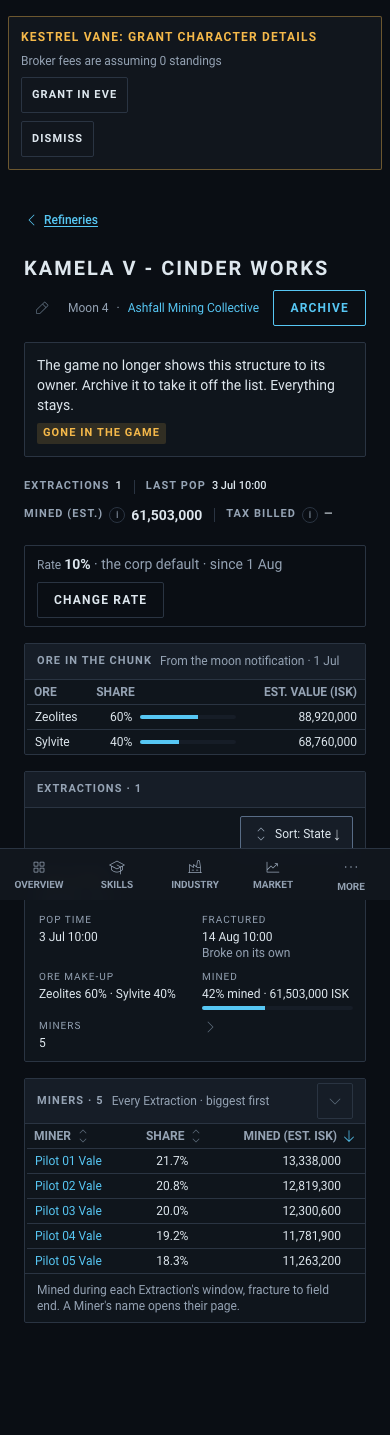 KESTREL VANE: GRANT CHARACTER DETAILS
Broker fees are assuming 0 standings
GRANT IN EVE
DISMISS
Refineries
KAMELA V - CINDER WORKS
Moon 4 · Ashfall Mining Collective ARCHIVE
The game no longer shows this structure to its
owner. Archive it to take it off the list. Everything
stays.
GONE IN THE GAME
EXTRACTIONS 1 LAST POP 3 Jul 10:00
MINED (EST.) 61,503,000 TAX BILLED –
Rate 10% · the corp default · since 1 Aug
CHANGE RATE
ORE IN THE CHUNK From the moon notification · 1 Jul
ORE SHARE EST. VALUE (ISK)
Zeolites 60% 88,920,000
Sylvite 40% 68,760,000
EXTRACTIONS · 1
Sort: State ↓
OVERVIEW SKILLS INDUSTRY MARKET MORE
POP TIME FRACTURED
3 Jul 10:00 14 Aug 10:00
Broke on its own
ORE MAKE-UP MINED
Zeolites 60% · Sylvite 40% 42% mined · 61,503,000 ISK
MINERS
5
MINERS · 5 Every Extraction · biggest first
MINER SHARE MINED (EST. ISK) ↓
Pilot 01 Vale 21.7% 13,338,000
Pilot 02 Vale 20.8% 12,819,300
Pilot 03 Vale 20.0% 12,300,600
Pilot 04 Vale 19.2% 11,781,900
Pilot 05 Vale 18.3% 11,263,200
Mined during each Extraction's window, fracture to field
end. A Miner's name opens their page.